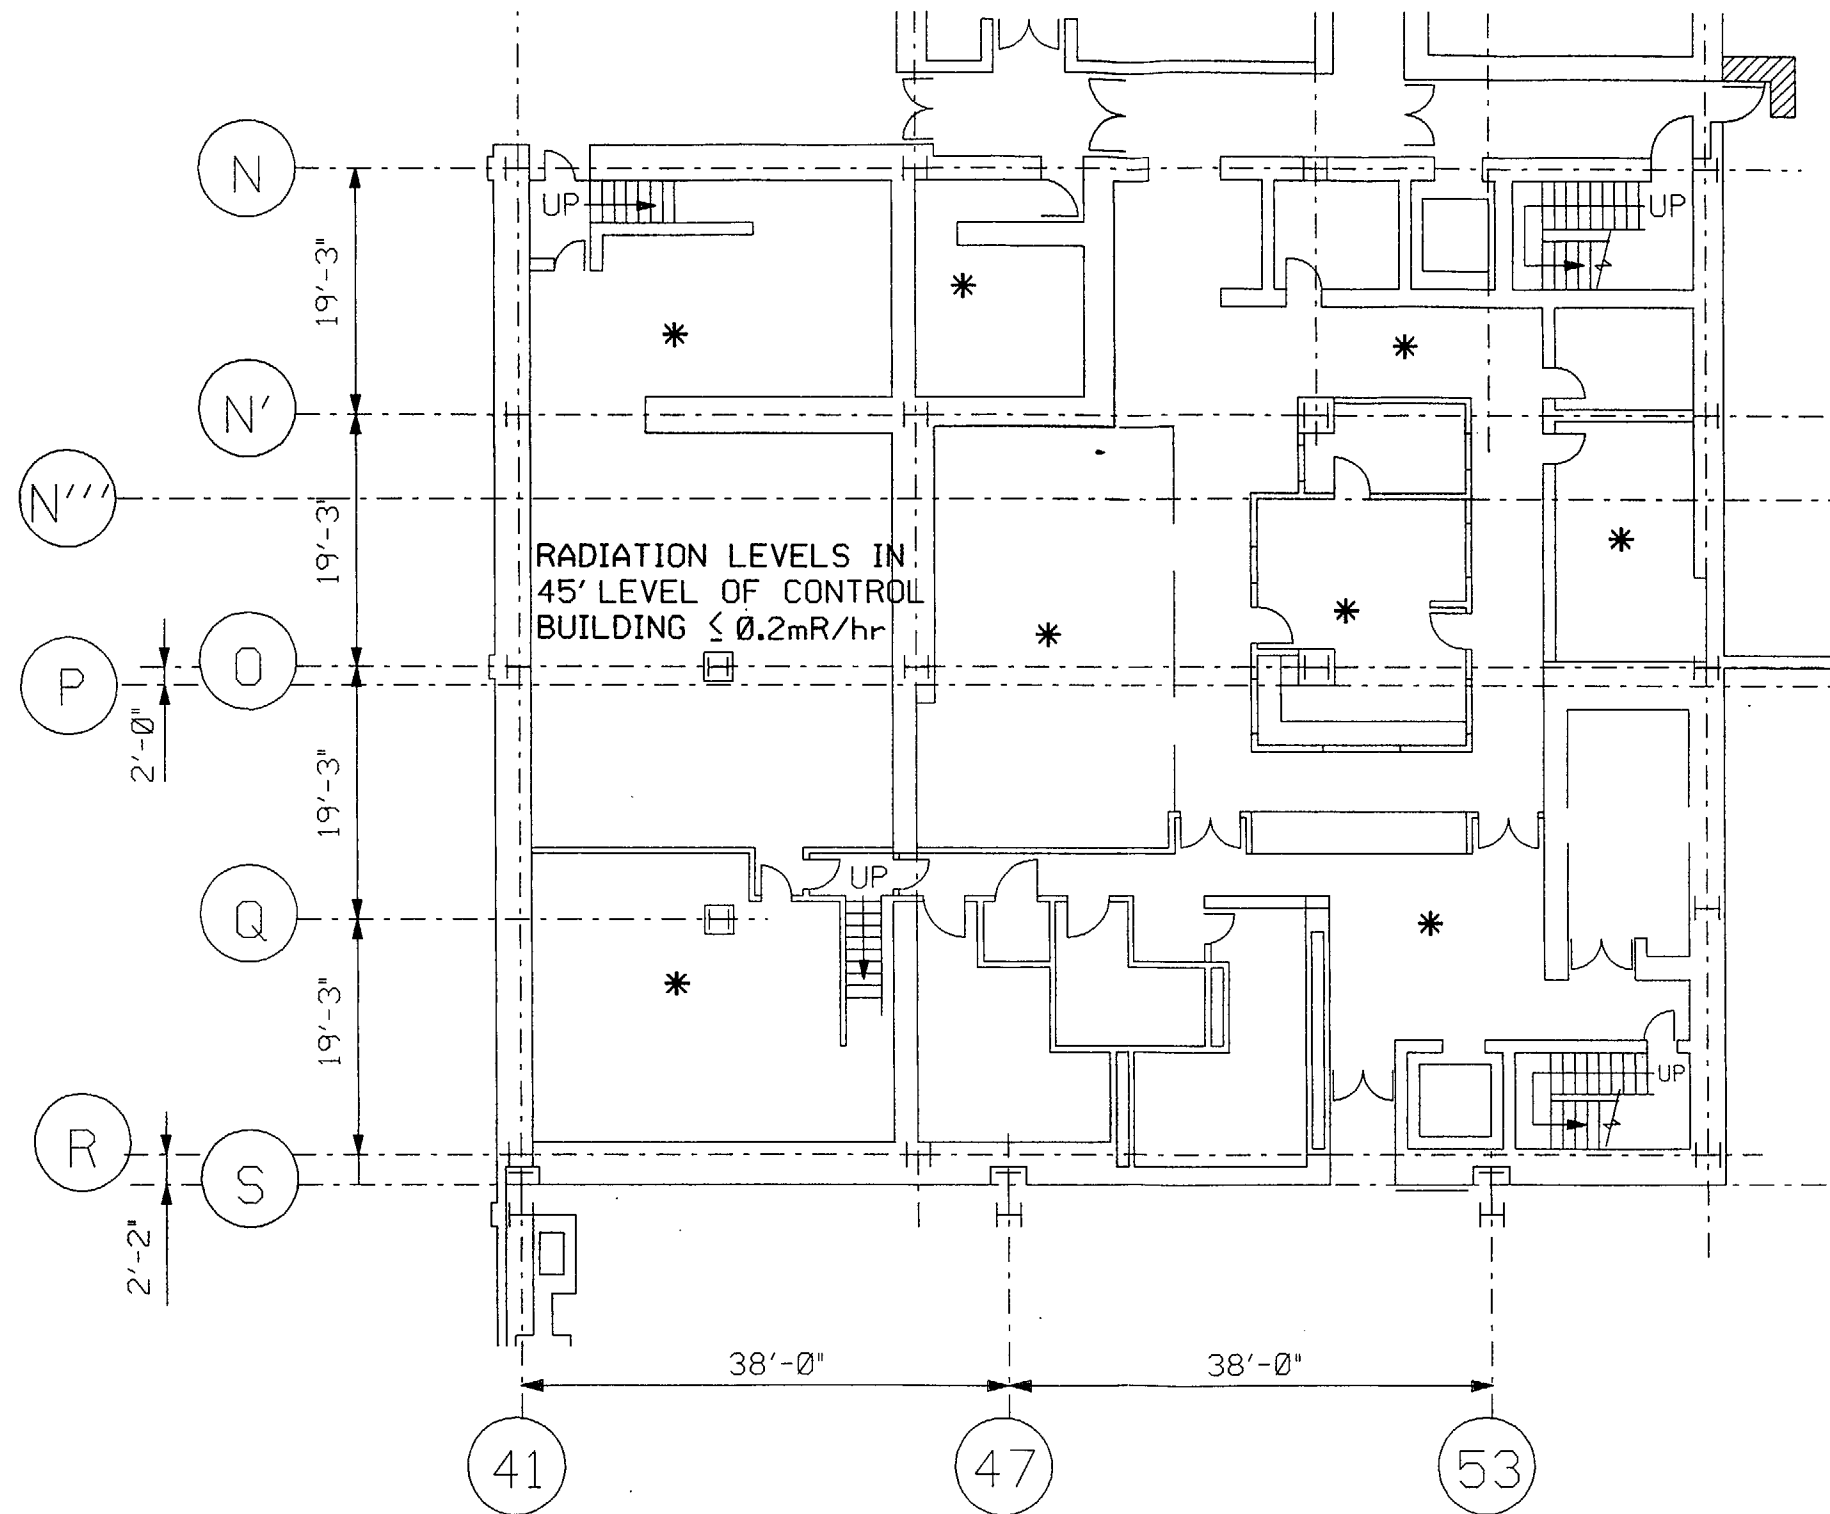 N
UP
UP
19'-3"
N'
N'''
19'-3"
RADIATION LEVELS IN
45' LEVEL OF CONTROL
BUILDING ≤ 0.2mR/hr
O
P
2'-0"
19'-3"
UP
Q
19'-3"
UP
R
S
2'-2"
38'-0"
38'-0"
41
47
53